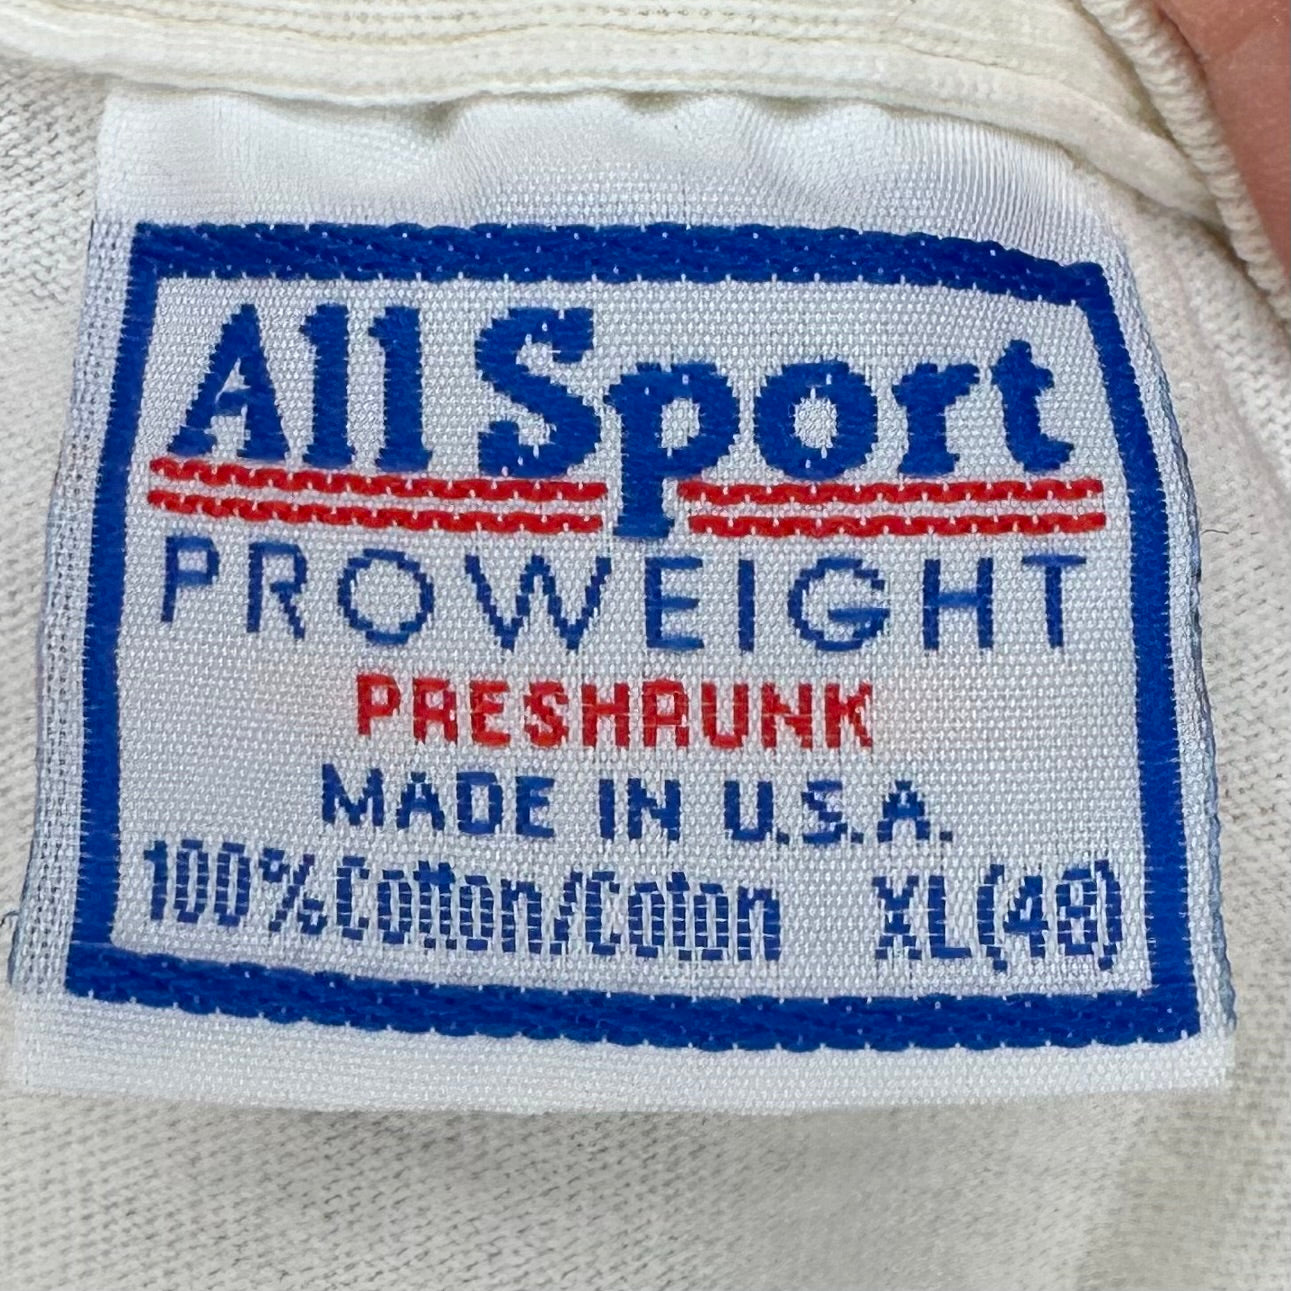 All Sport
PROWEIGHT
PRESHRUNK
MADE IN U.S.A.
100% Cotton/Coton XL(48)